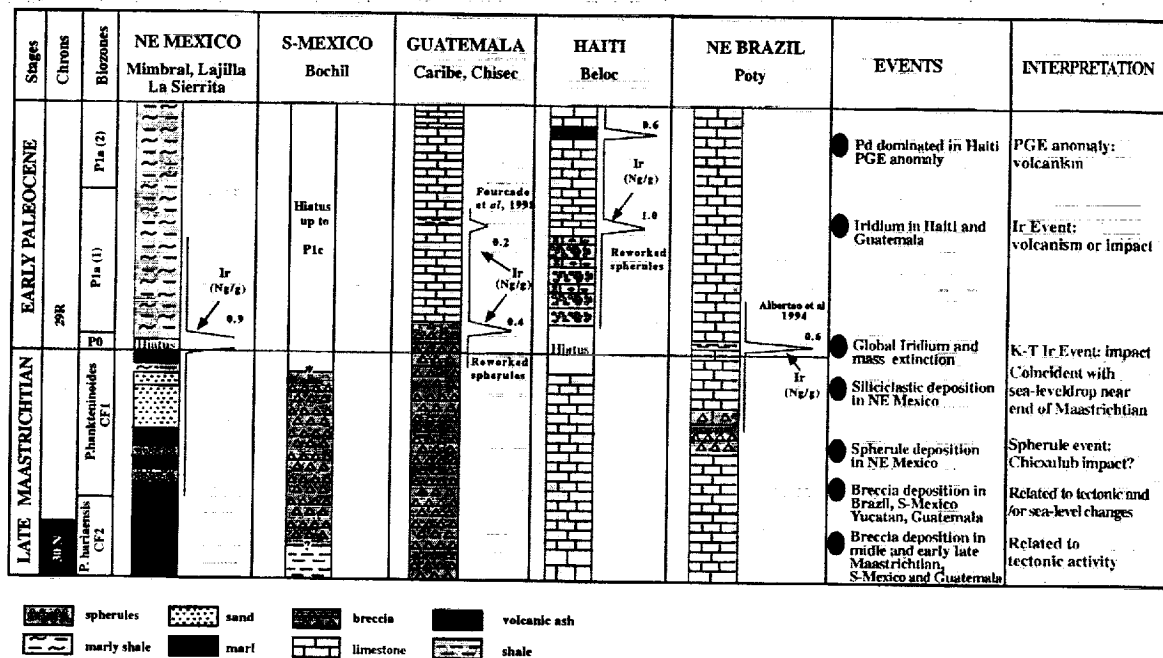 Stages
Chrons
Biozones
NE MEXICO
Mimbral, Lajilla
La Sierrita
S-MEXICO
Bochil
GUATEMALA
Caribe, Chisec
HAITI
Beloc
NE BRAZIL
Poty
EVENTS
INTERPRETATION
EARLY PALEOCENE
LATE MAASTRICHTIAN
29R
30 N
P1a (2)
P1a (1)
P0
P.hankteninoides
CF1
P. hariaensis
CF2
Ir
(Ng/g)
0.9
Hiatus
Hiatus
up to
P1c
?
Fourcade
et al, 1998
0.2
Ir
(Ng/g)
0.4
Reworked
spherules
0.6
Ir
(Ng/g)
1.0
Reworked
spherules
Hiatus
Albertao et al
1994
0.6
Ir
(Ng/g)
Pd dominated in Haiti
PGE anomaly
Iridium in Haiti and
Guatemala
Global Iridium and
mass extinction
Siliciclastic deposition
in NE Mexico
Spherule deposition
in NE Mexico
Breccia deposition in
Brazil, S-Mexico
Yucatan, Guatemala
Breccia deposition in
midle and early late
Maastrichtian,
S-Mexico and Guatemala
PGE anomaly:
volcanism
Ir Event:
volcanism or impact
K-T Ir Event: impact
Coincident with
sea-leveldrop near
end of Maastrichtian
Spherule event:
Chicxulub impact?
Related to tectonic and
/or sea-level changes
Related to
tectonic activity
spherules
sand
breccia
volcanic ash
marly shale
marl
limestone
shale